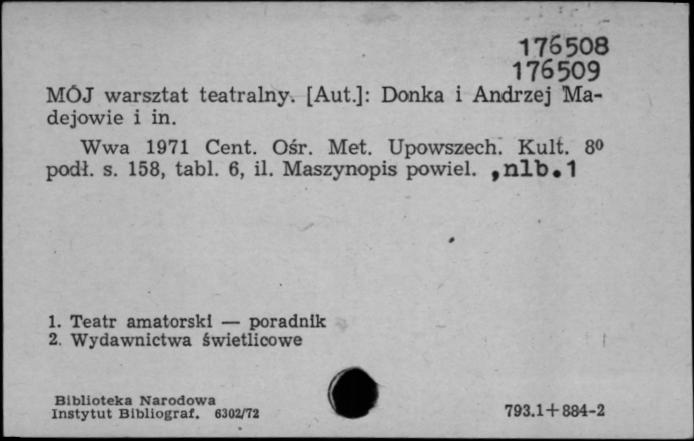 176508
176509
MÓJ warsztat teatralny. [Aut.]: Donka i Andrzej Ma-
dejowie i in.
Wwa 1971 Cent. Ośr. Met. Upowszech. Kult. 8º
podł. s. 158, tabl. 6, il. Maszynopis powiel. , nlb. 1
1. Teatr amatorski — poradnik
2. Wydawnictwa świetlicowe
Biblioteka Narodowa
Instytut Bibliograf. 6302/72
793.1+884-2